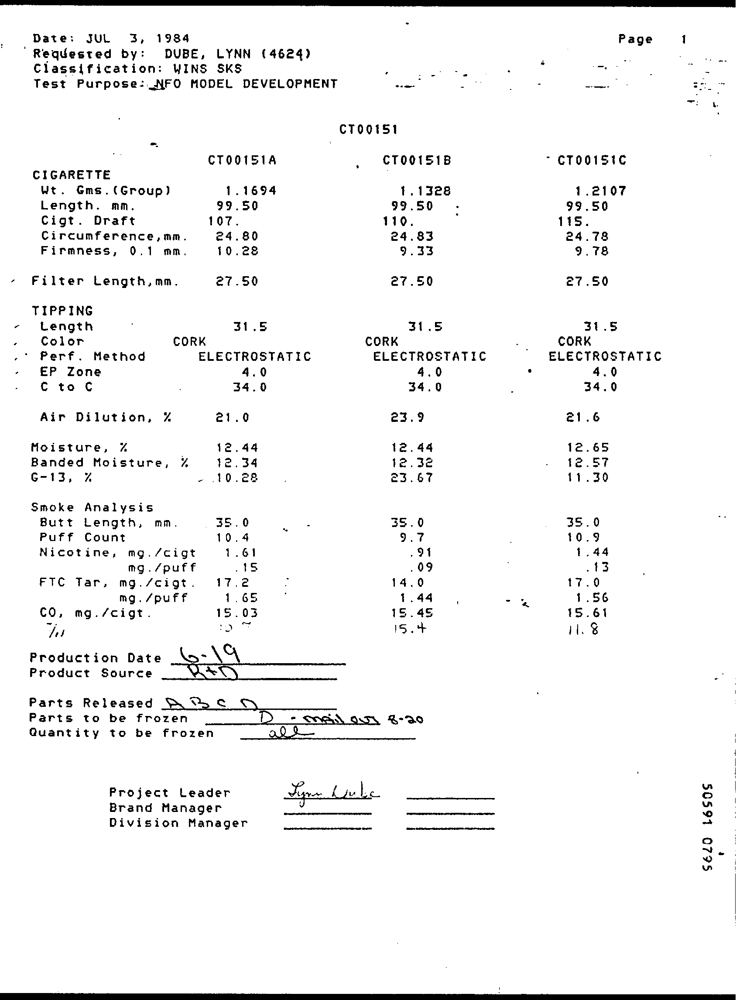 Date: JUL 3, 1984 Page 1
Requested by: DUBE, LYNN (4624)
Classification: WINS SKS
Test Purpose: NFO MODEL DEVELOPMENT
CT00151
CT00151A CT00151B CT00151C
CIGARETTE
Wt. Gms.(Group) 1.1694 1.1328 1.2107
Length. mm. 99.50 99.50 99.50
Cigt. Draft 107. 110. 115.
Circumference,mm. 24.80 24.83 24.78
Firmness, 0.1 mm. 10.28 9.33 9.78
Filter Length,mm. 27.50 27.50 27.50
TIPPING
Length 31.5 31.5 31.5
Color CORK CORK CORK
Perf. Method ELECTROSTATIC ELECTROSTATIC ELECTROSTATIC
EP Zone 4.0 4.0 4.0
C to C 34.0 34.0 34.0
Air Dilution, % 21.0 23.9 21.6
Moisture, % 12.44 12.44 12.65
Banded Moisture, % 12.34 12.32 12.57
G-13, % 10.28 23.67 11.30
Smoke Analysis
Butt Length, mm. 35.0 35.0 35.0
Puff Count 10.4 9.7 10.9
Nicotine, mg./cigt 1.61 .91 1.44
mg./puff .15 .09 .13
FTC Tar, mg./cigt. 17.2 14.0 17.0
mg./puff 1.65 1.44 1.56
CO, mg./cigt. 15.03 15.45 15.61
15.4 11.8
Production Date 6-19
Product Source R+D
Parts Released A B C D
Parts to be frozen D - mail out 8-20
Quantity to be frozen all
Project Leader Lynn Dube
Brand Manager
Division Manager
50591 0795